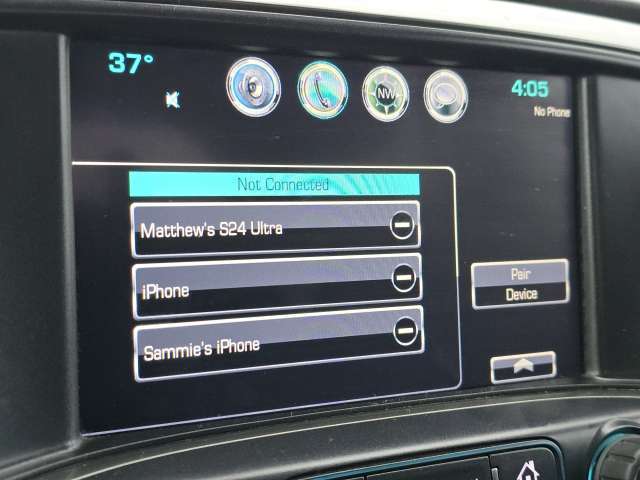 37°
NW
4:05
No Phone
Not Connected
Matthew's S24 Ultra
iPhone
Sammie's iPhone
Pair
Device